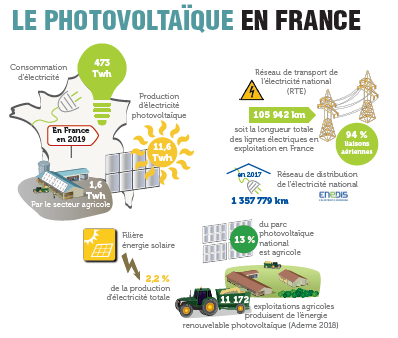 LE PHOTOVOLTAÏQUE EN FRANCE
Consommation
d'électricité
473
Twh
Production
d'électricité
photovoltaïque
11,6
Twh
En France
en 2019
1,6
Twh
Par le secteur agricole
Filière
énergie solaire
2,2 %
de la production
d'électricité totale
Réseau de transport de
l'électricité national
(RTE)
105 942 km
soit la longueur totale
des lignes électriques en
exploitation en France
94 %
liaisons
aériennes
en 2017
Réseau de distribution
de l'électricité national
1 357 779 km
ENEDIS
13 %
du parc
photovoltaïque
national
est agricole
11 172
exploitations agricoles
produisent de l'énergie
renouvelable photovoltaïque (Ademe 2018)